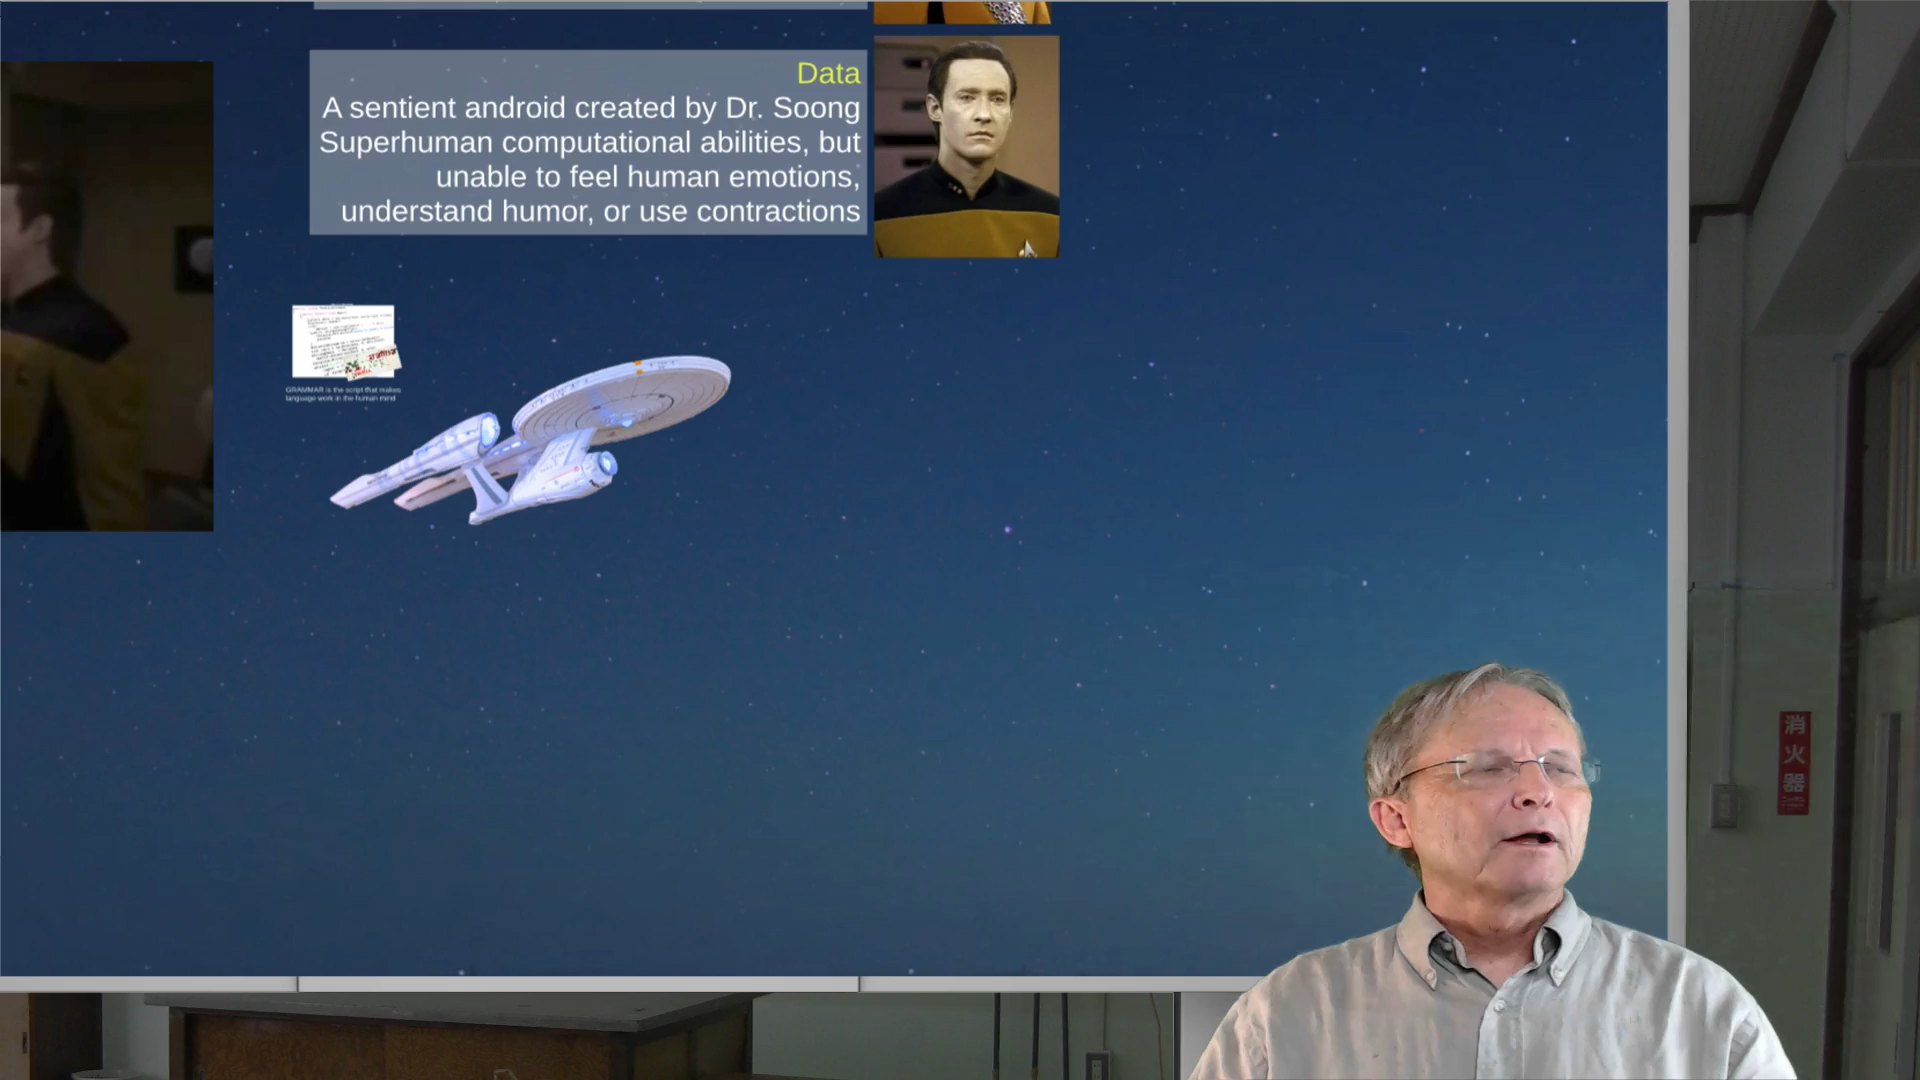 Data
A sentient android created by Dr. Soong
Superhuman computational abilities, but
unable to feel human emotions,
understand humor, or use contractions
GRAMMAR is the script that makes
language work in the human mind
消火器